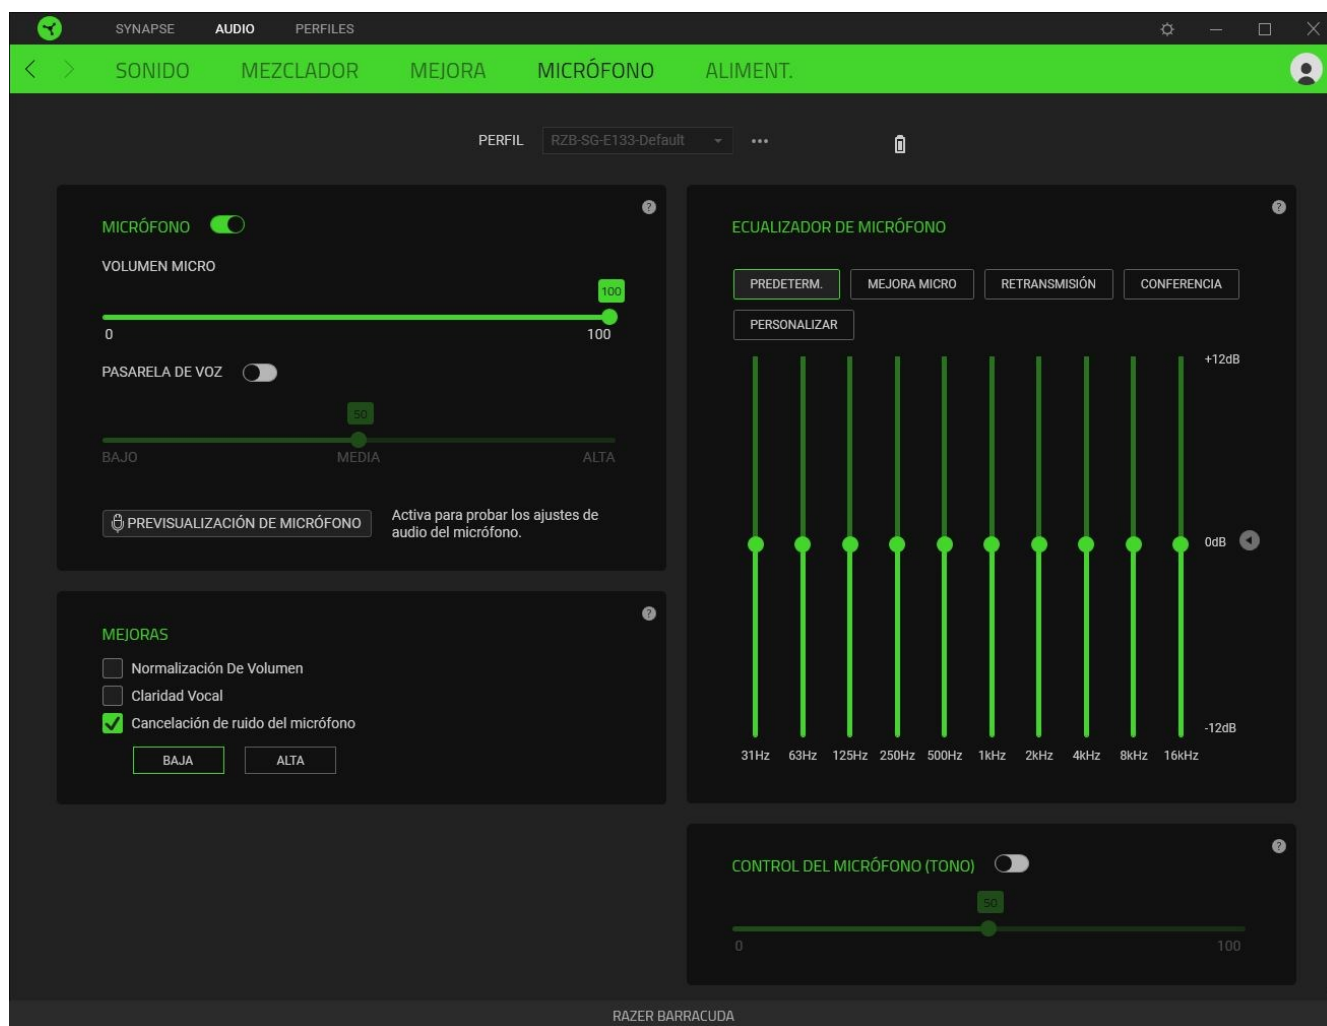 SYNAPSE AUDIO PERFILES
SONIDO MEZCLADOR MEJORA MICRÓFONO ALIMENT.
PERFIL RZB-SG-E133-Default
MICRÓFONO
VOLUMEN MICRO
100
0 100
PASARELA DE VOZ
50
BAJO MEDIA ALTA
PREVISUALIZACIÓN DE MICRÓFONO
Activa para probar los ajustes de
audio del micrófono.
MEJORAS
Normalización De Volumen
Claridad Vocal
Cancelación de ruido del micrófono
BAJA ALTA
ECUALIZADOR DE MICRÓFONO
PREDETERM. MEJORA MICRO RETRANSMISIÓN CONFERENCIA
PERSONALIZAR
+12dB
0dB
-12dB
31Hz 63Hz 125Hz 250Hz 500Hz 1kHz 2kHz 4kHz 8kHz 16kHz
CONTROL DEL MICRÓFONO (TONO)
50
0 100
RAZER BARRACUDA